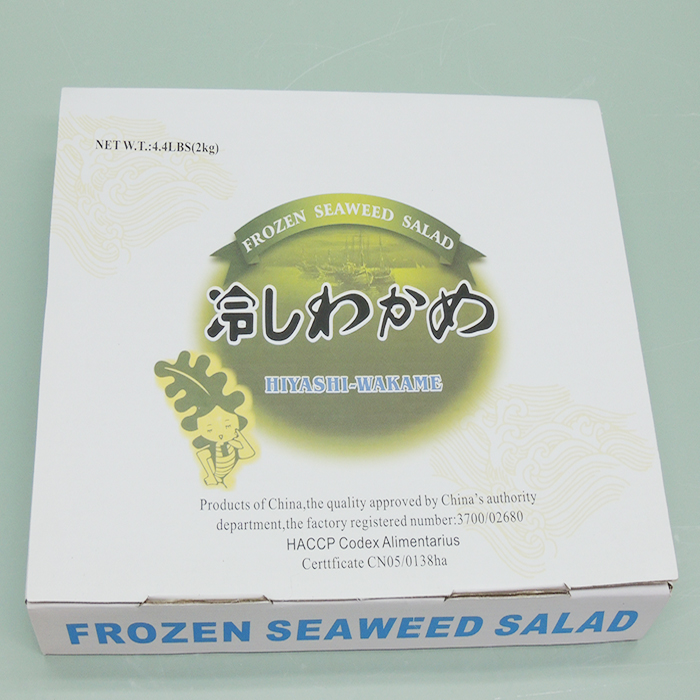 NET W.T.:4.4LBS(2kg)
FROZEN SEAWEED SALAD
冷しわかめ
HIYASHI-WAKAME
Products of China,the quality approved by China's authority
department,the factory registered number:3700/02680
HACCP Codex Alimentarius
Certtficate CN05/0138ha
FROZEN SEAWEED SALAD